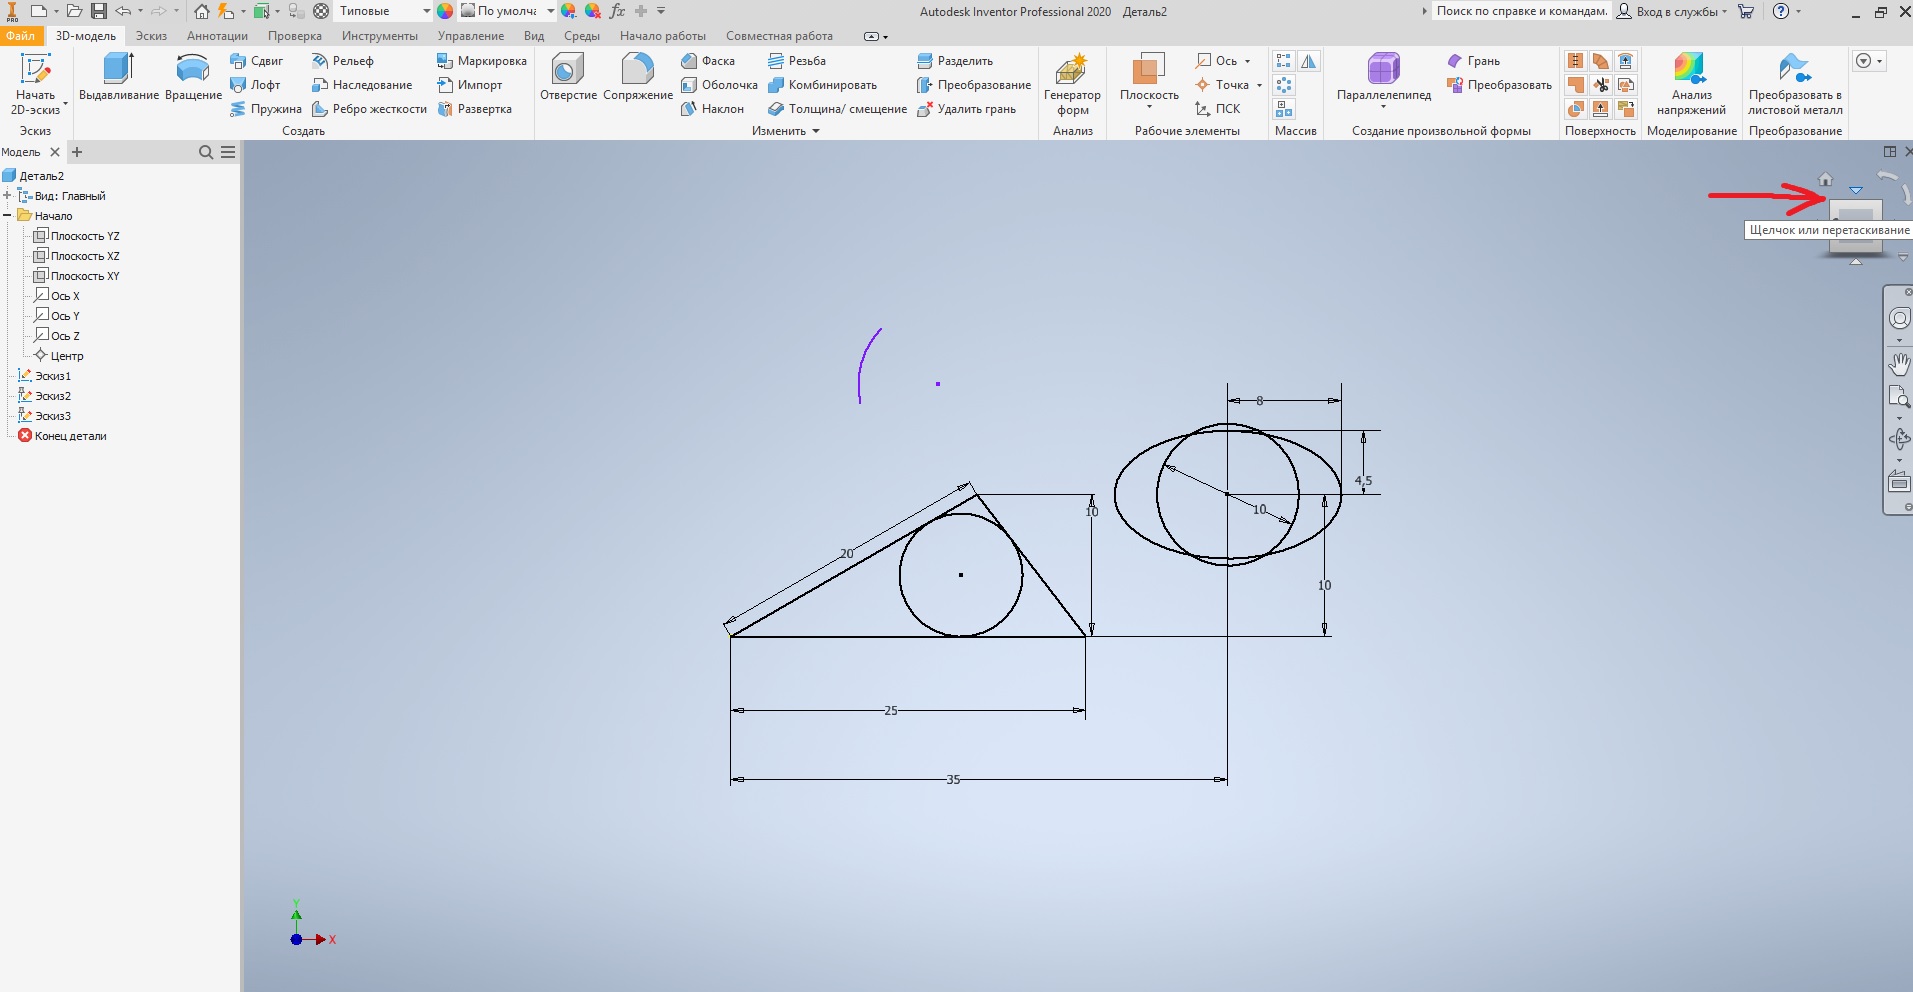 PRO
Типовые
По умолча
fx
Autodesk Inventor Professional 2020 Деталь2
Поиск по справке и командам.
Вход в службы
Файл 3D-модель Эскиз Аннотации Проверка Инструменты Управление Вид Среды Начало работы Совместная работа
Начать
2D-эскиз
Эскиз
Выдавливание
Вращение
Сдвиг
Лофт
Пружина
Рельеф
Наследование
Ребро жесткости
Маркировка
Импорт
Развертка
Создать
Отверстие
Сопряжение
Фаска
Оболочка
Наклон
Резьба
Комбинировать
Толщина/ смещение
Разделить
Преобразование
Удалить грань
Изменить
Генератор
форм
Анализ
Плоскость
Ось
Точка
ПСК
Рабочие элементы
Массив
Параллелепипед
Грань
Преобразовать
Создание произвольной формы
Поверхность
Анализ
напряжений
Моделирование
Преобразовать в
листовой металл
Преобразование
Модель
Деталь2
Вид: Главный
Начало
Плоскость YZ
Плоскость XZ
Плоскость XY
Ось X
Ось Y
Ось Z
Центр
Эскиз1
Эскиз2
Эскиз3
Конец детали
Щелчок или перетаскивание
8
4,5
10
10
10
20
25
35
Y
X